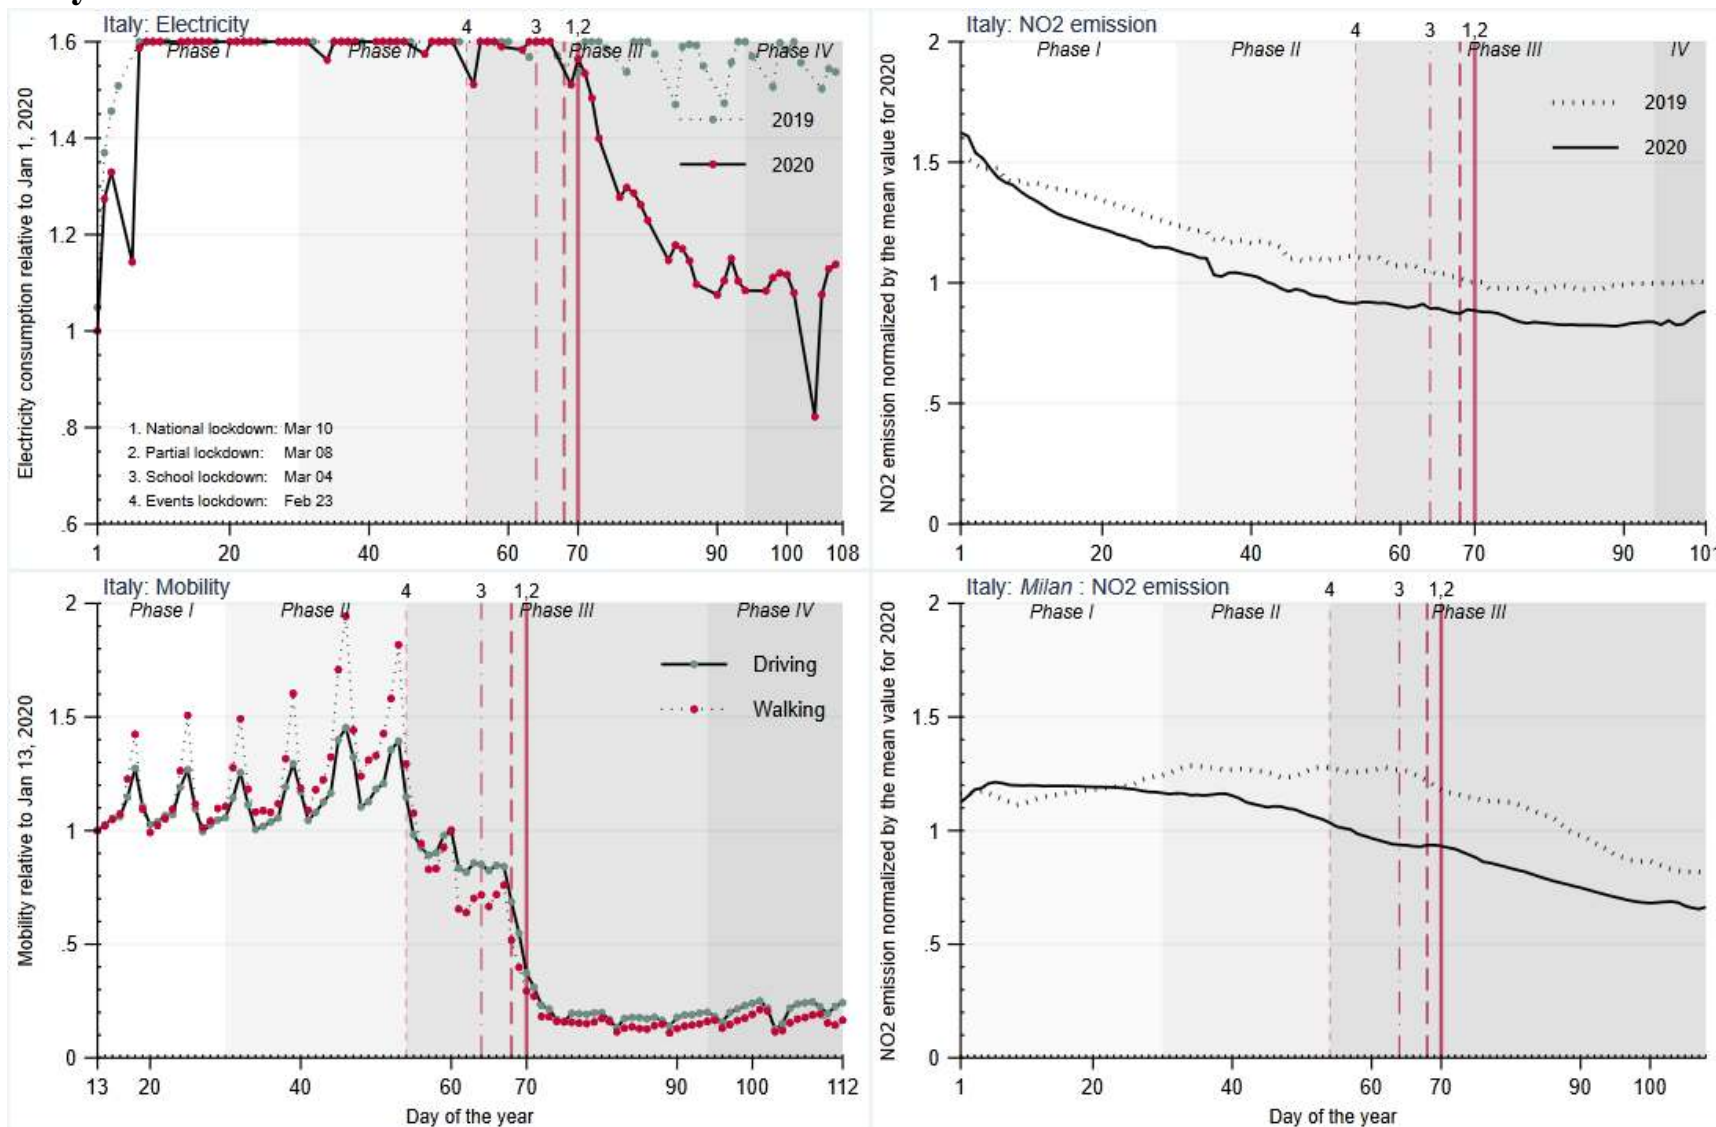 Italy: Electricity
4 3 1,2
Phase I Phase II Phase III Phase IV
Electricity consumption relative to Jan 1, 2020
1.6
1.4
1.2
1
.8
.6
2019
2020
1. National lockdown: Mar 10
2. Partial lockdown: Mar 08
3. School lockdown: Mar 04
4. Events lockdown: Feb 23
1 20 40 60 70 90 100 108
Italy: NO2 emission
4 3 1,2
Phase I Phase II Phase III IV
NO2 emission normalized by the mean value for 2020
2
1.5
1
.5
0
2019
2020
1 20 40 60 70 90 101
Italy: Mobility
4 3 1,2
Phase I Phase II Phase III Phase IV
Mobility relative to Jan 13, 2020
2
1.5
1
.5
0
Driving
Walking
13 20 40 60 70 90 100 112
Day of the year
Italy: Milan : NO2 emission
4 3 1,2
Phase I Phase II Phase III
NO2 emission normalized by the mean value for 2020
2
1.5
1
.5
0
1 20 40 60 70 90 100
Day of the year